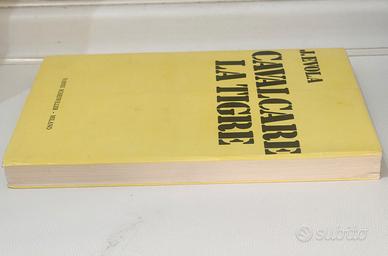 J. EVOLA
CAVALCARE
LA TIGRE
VANNI SCHEIWILLER - MILANO
subito